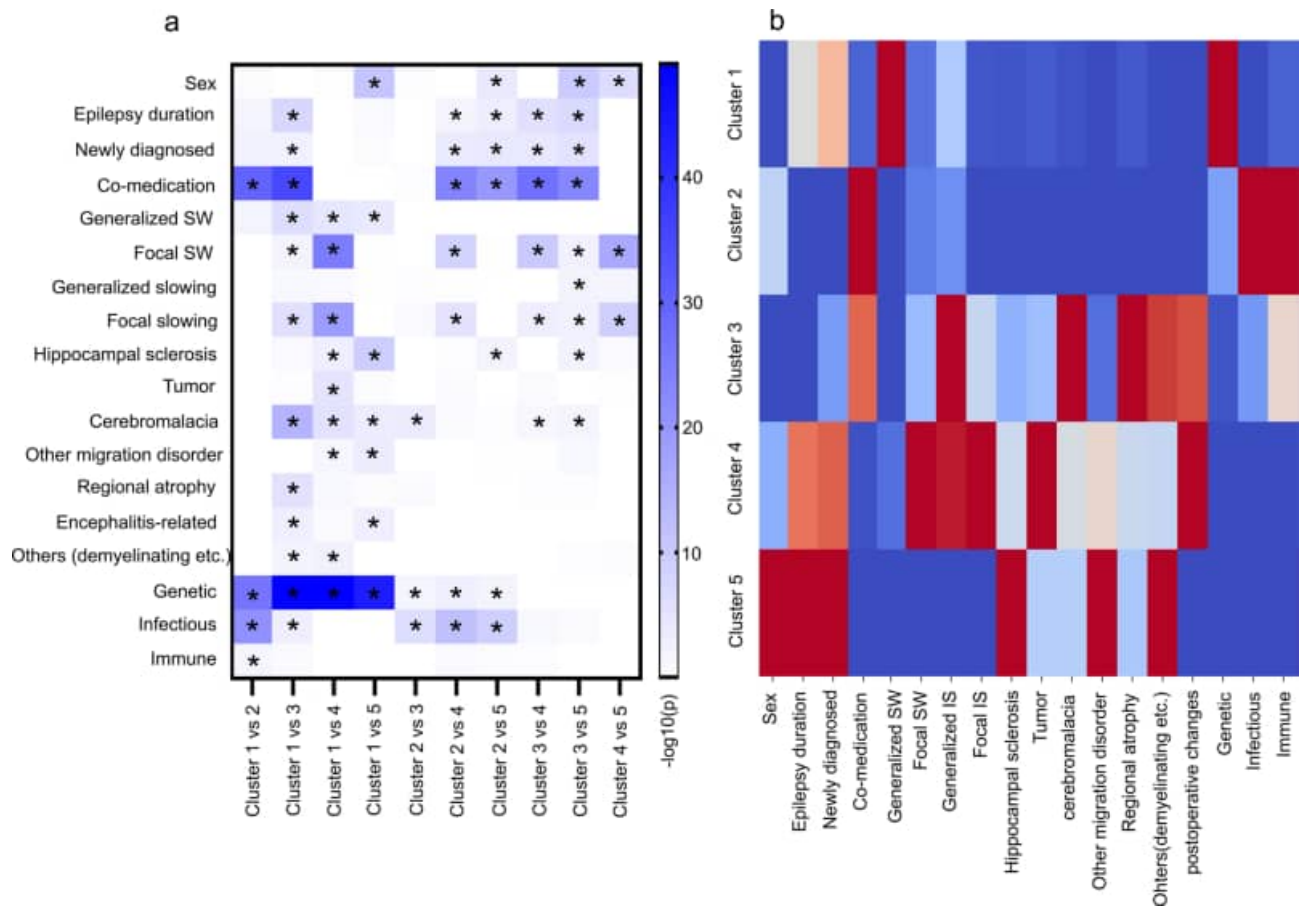 a
Sex
Epilepsy duration
Newly diagnosed
Co-medication
Generalized SW
Focal SW
Generalized slowing
Focal slowing
Hippocampal sclerosis
Tumor
Cerebromalacia
Other migration disorder
Regional atrophy
Encephalitis-related
Others (demyelinating etc.)
Genetic
Infectious
Immune
Cluster 1 vs 2
Cluster 1 vs 3
Cluster 1 vs 4
Cluster 1 vs 5
Cluster 2 vs 3
Cluster 2 vs 4
Cluster 2 vs 5
Cluster 3 vs 4
Cluster 3 vs 5
Cluster 4 vs 5
40
30
20
10
-log10(p)
b
Cluster 1
Cluster 2
Cluster 3
Cluster 4
Cluster 5
Sex
Epilepsy duration
Newly diagnosed
Co-medication
Generalized SW
Focal SW
Generalized IS
Focal IS
Hippocampal sclerosis
Tumor
cerebromalacia
Other migration disorder
Regional atrophy
Ohters(demyelinating etc.)
postoperative changes
Genetic
Infectious
Immune